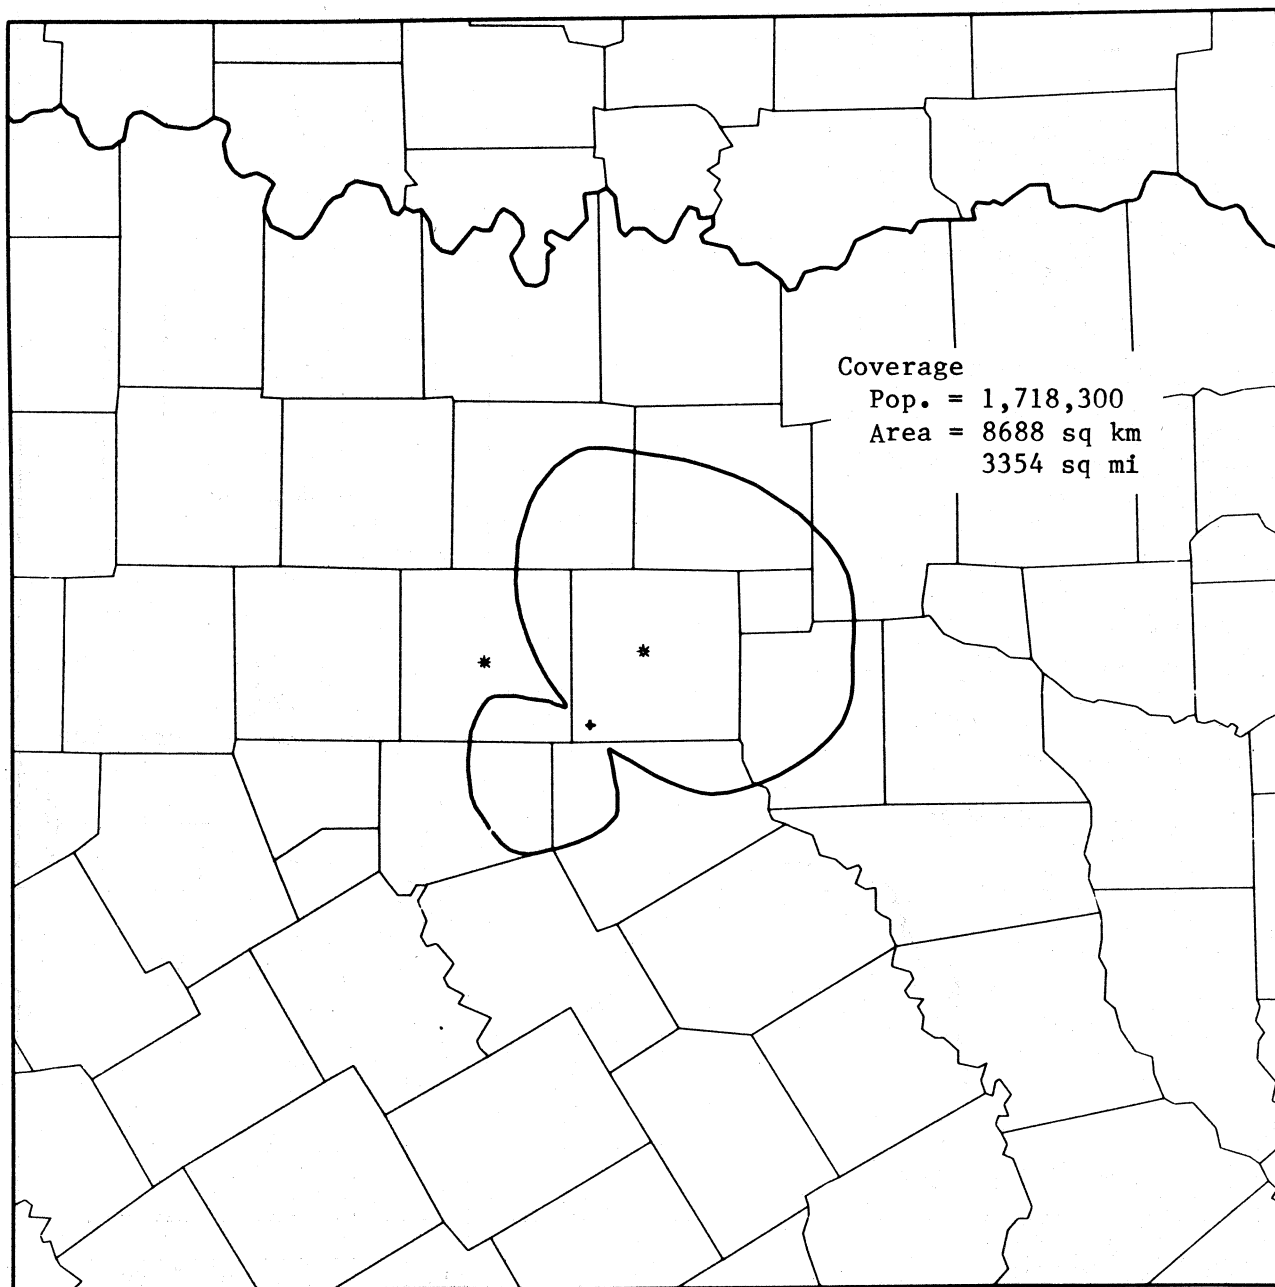 Coverage
Pop. = 1,718,300
Area = 8688 sq km
3354 sq mi